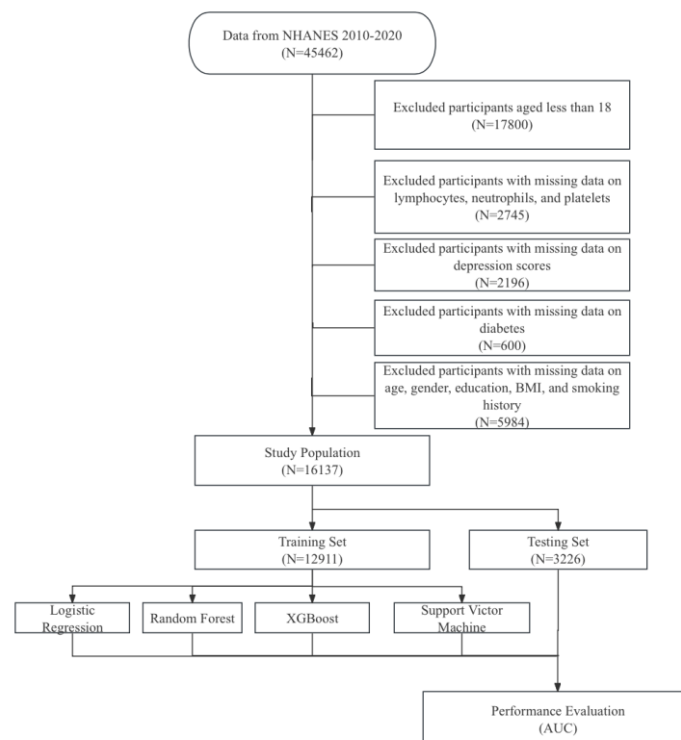 Data from NHANES 2010-2020
(N=45462)
Excluded participants aged less than 18
(N=17800)
Excluded participants with missing data on
lymphocytes, neutrophils, and platelets
(N=2745)
Excluded participants with missing data on
depression scores
(N=2196)
Excluded participants with missing data on
diabetes
(N=600)
Excluded participants with missing data on
age, gender, education, BMI, and smoking
history
(N=5984)
Study Population
(N=16137)
Training Set
(N=12911)
Testing Set
(N=3226)
Logistic
Regression
Random Forest
XGBoost
Support Victor
Machine
Performance Evaluation
(AUC)